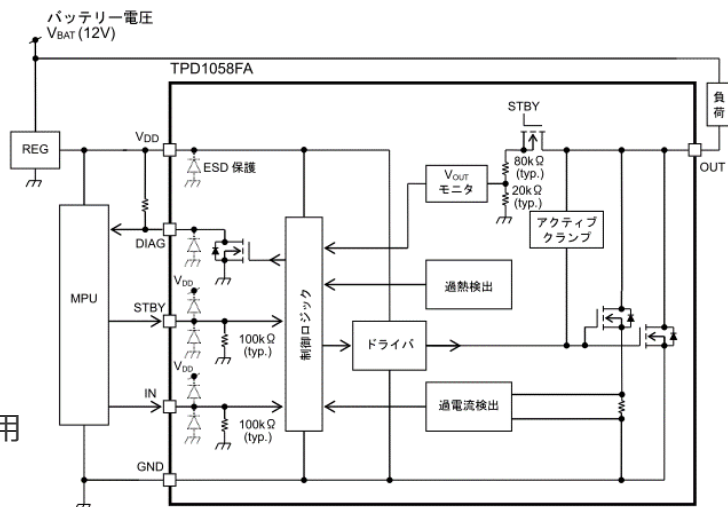 バッテリー電圧
VBAT (12V)
TPD1058FA
負
荷
STBY
REG
VDD
ESD 保護
80kΩ
(typ.)
20kΩ
(typ.)
VOUT
モニタ
OUT
アクティブ
クランプ
DIAG
MPU
VDD
STBY
100kΩ
(typ.)
制御ロジック
過熱検出
ドライバ
VDD
IN
100kΩ
(typ.)
過電流検出
用
GND